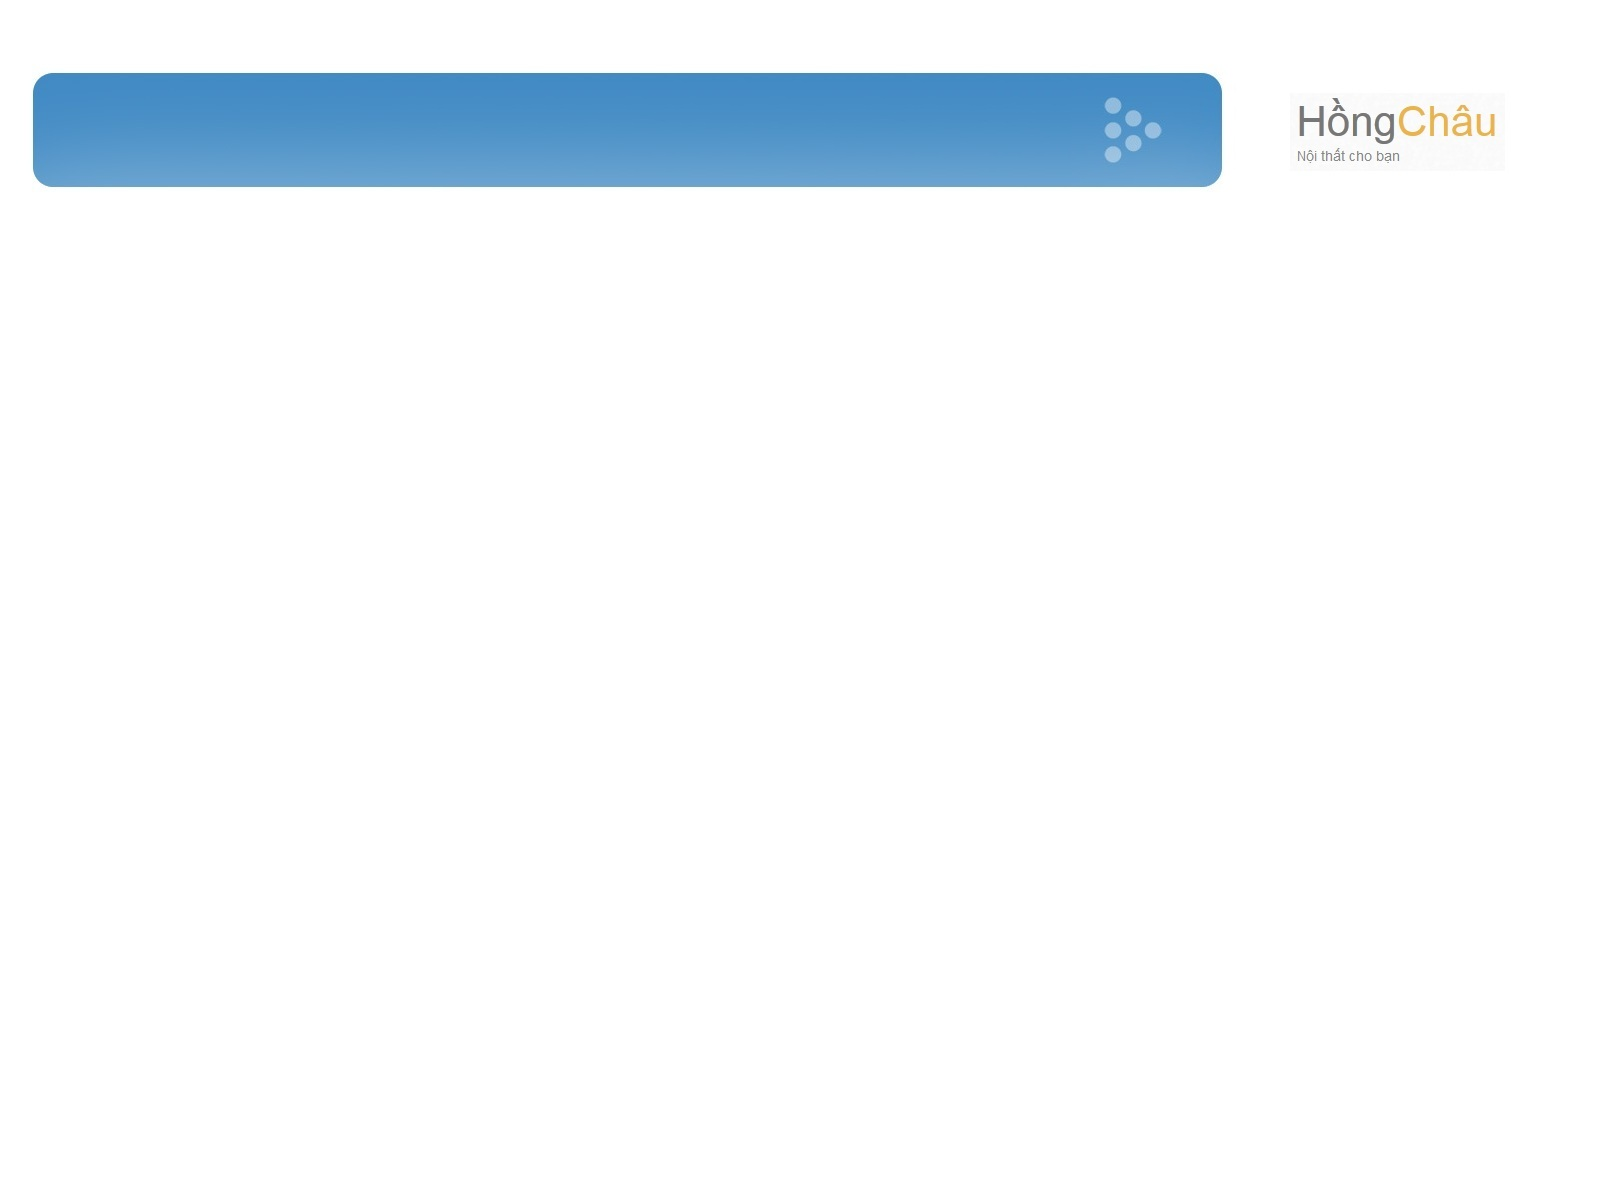 HồngChâu
Nội thất cho bạn